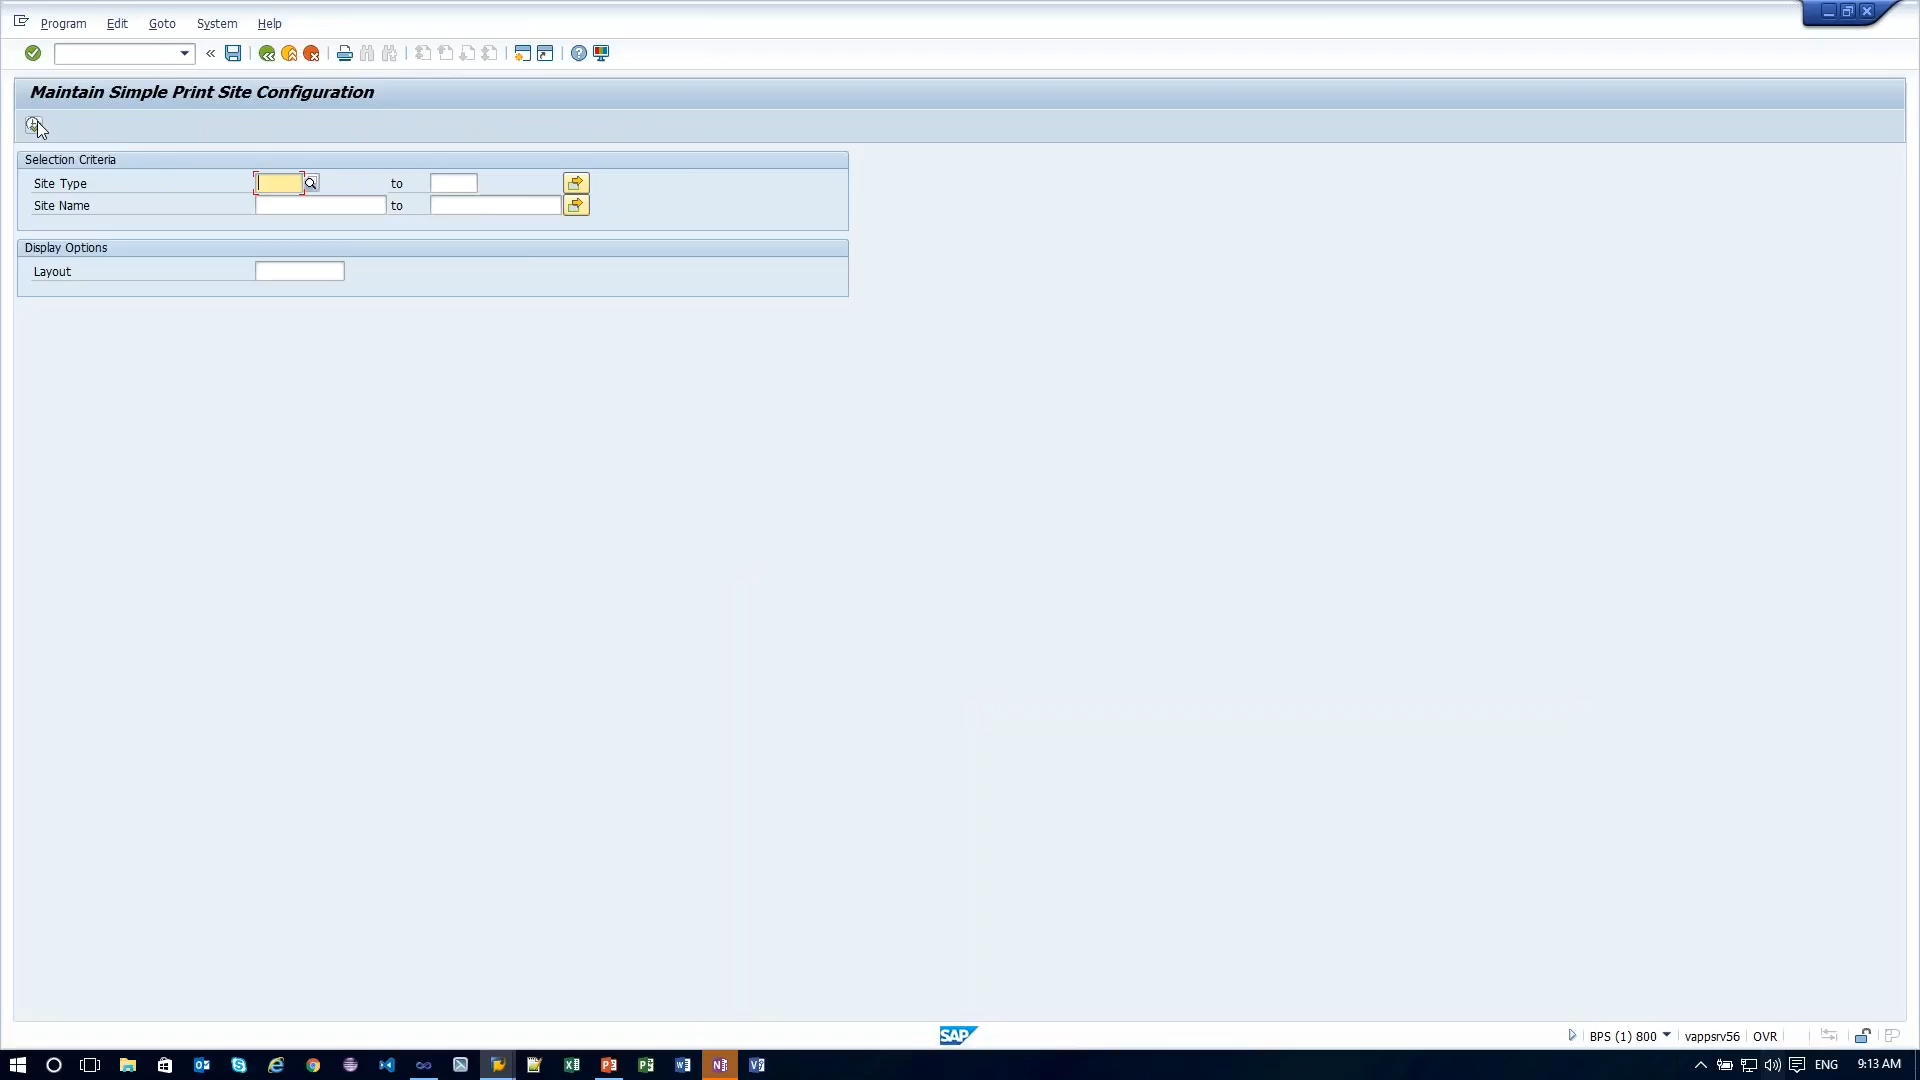 Program Edit Goto System Help
Maintain Simple Print Site Configuration
Selection Criteria
Site Type to
Site Name to
Display Options
Layout
SAP
BPS (1) 800 vappsrv56 OVR
ENG 9:13 AM